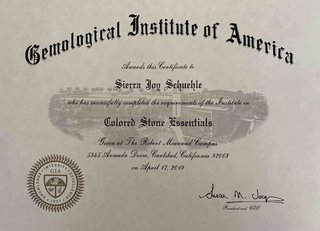 Gemological Institute of America
Awards this Certificate to
Sierra Joy Schuehle
who has successfully completed the requirements of the Institute in
Colored Stone Essentials
Given at The Robert Mouawad Campus
5345 Armada Drive, Carlsbad, California 92008
on April 17, 2019
GIA
President and CEO